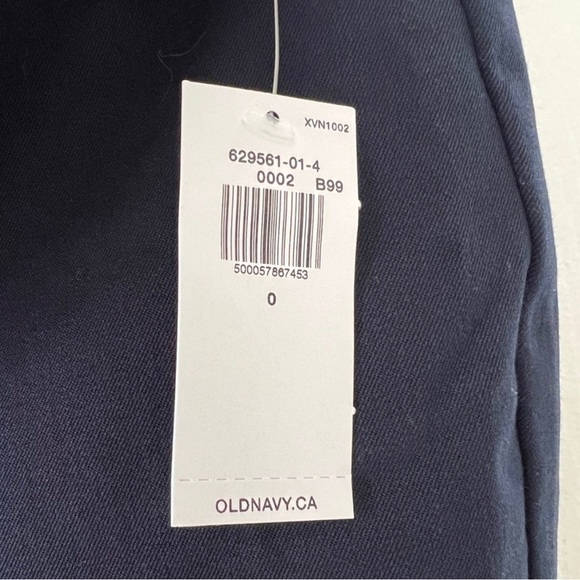 XVN1002
629561-01-4
0002 B99
500057867453
0
OLDNAVY.CA